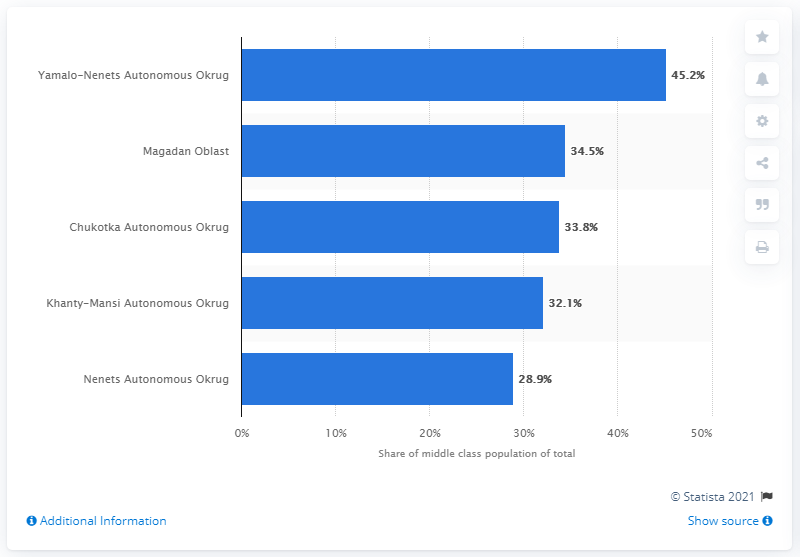 Yamalo-Nenets Autonomous Okrug 45.2%
Magadan Oblast 34.5%
Chukotka Autonomous Okrug 33.8%
Khanty-Mansi Autonomous Okrug 32.1%
Nenets Autonomous Okrug 28.9%
0% 10% 20% 30% 40% 50%
Share of middle class population of total
© Statista 2021
Additional Information Show source